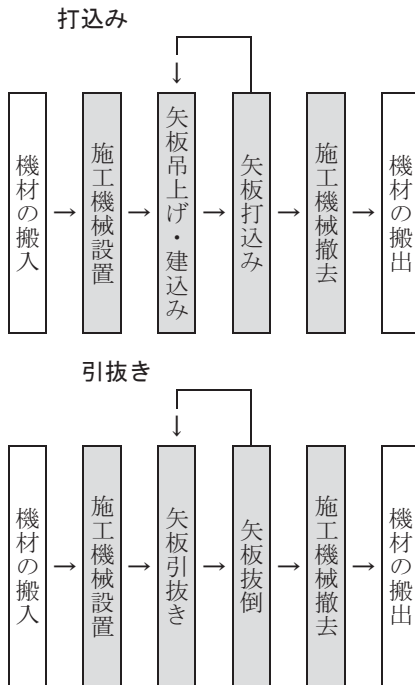 打込み
機材の搬入
→
施工機械設置
→
矢板吊上げ・建込み
→
矢板打込み
→
施工機械撤去
→
機材の搬出
↓
引抜き
機材の搬入
→
施工機械設置
→
矢板引抜き
→
矢板抜倒
→
施工機械撤去
→
機材の搬出
↓